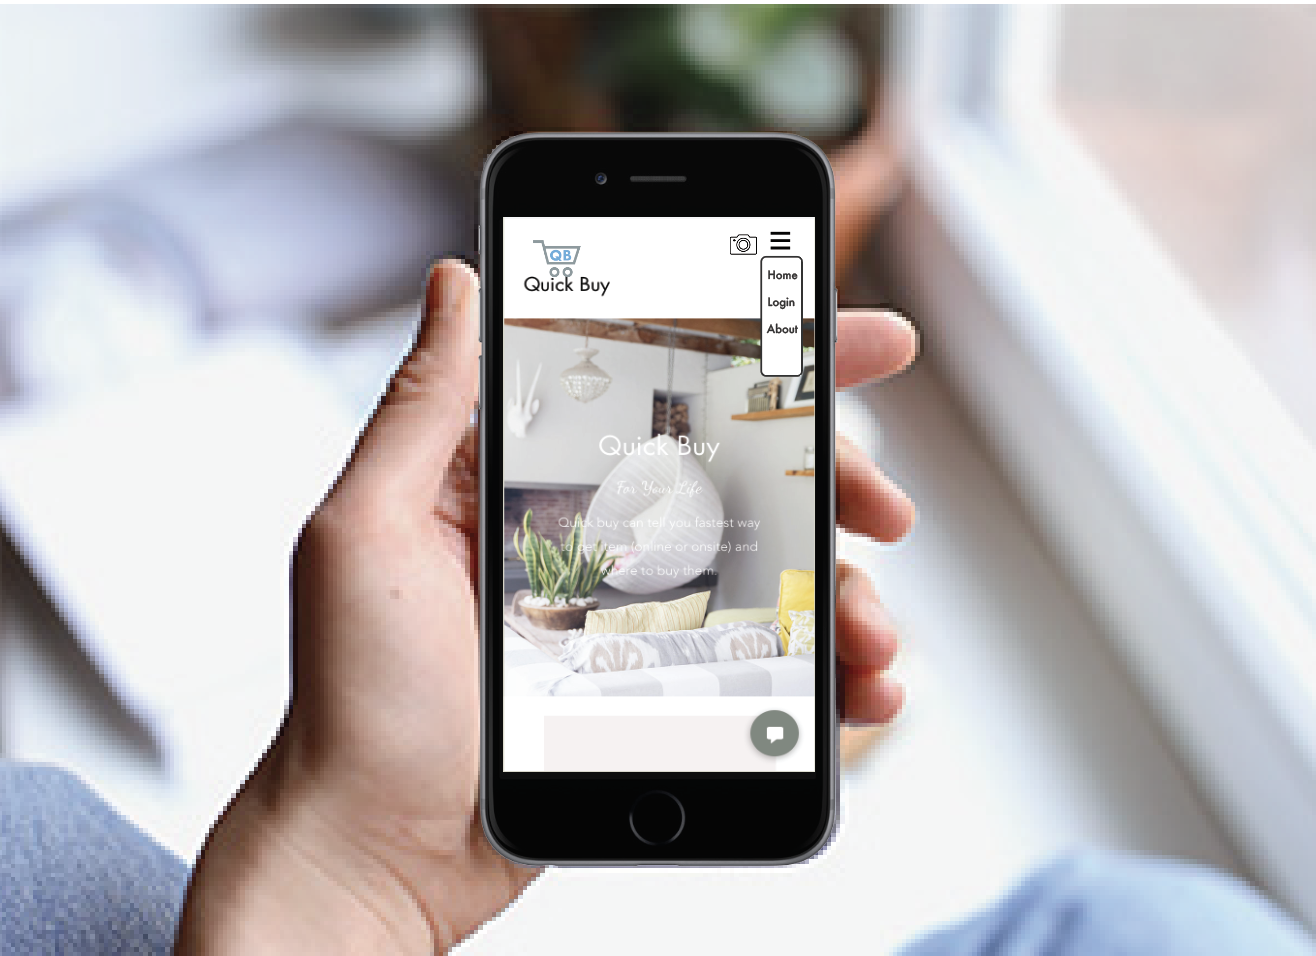 QB
Quick Buy
Home
Login
About
Quick Buy
For Your Life
Quick buy can tell you fastest way
to get item (online or onsite) and
where to buy them.